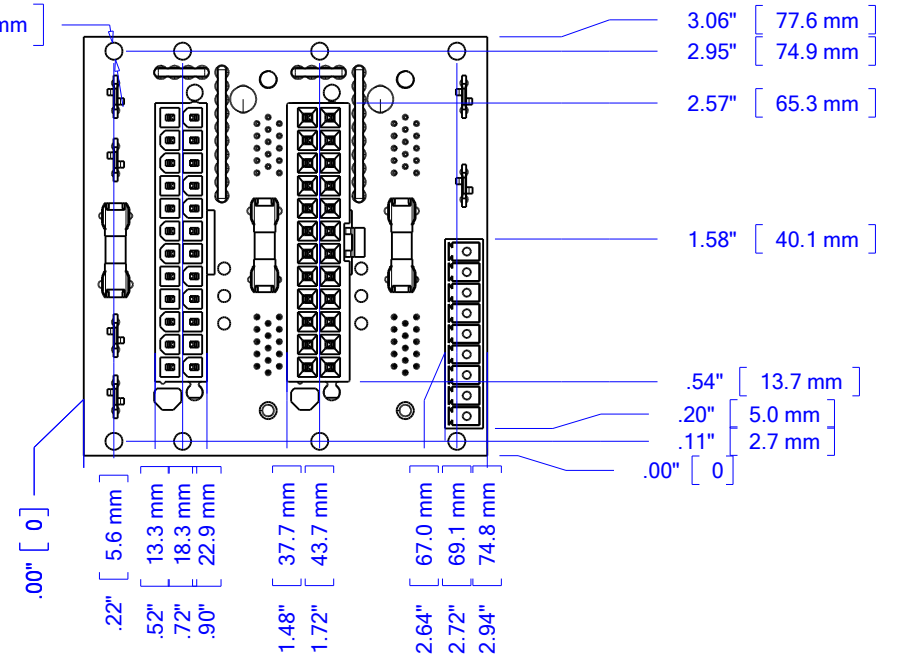 mm ]
3.06" [ 77.6 mm ]
2.95" [ 74.9 mm ]
2.57" [ 65.3 mm ]
1.58" [ 40.1 mm ]
.54" [ 13.7 mm ]
.20" [ 5.0 mm ]
.11" [ 2.7 mm ]
.00" [ 0 ]
.00" [ 0 ]
.22" [ 5.6 mm ]
.52" [ 13.3 mm ]
.72" [ 18.3 mm ]
.90" [ 22.9 mm ]
1.48" [ 37.7 mm ]
1.72" [ 43.7 mm ]
2.64" [ 67.0 mm ]
2.72" [ 69.1 mm ]
2.94" [ 74.8 mm ]